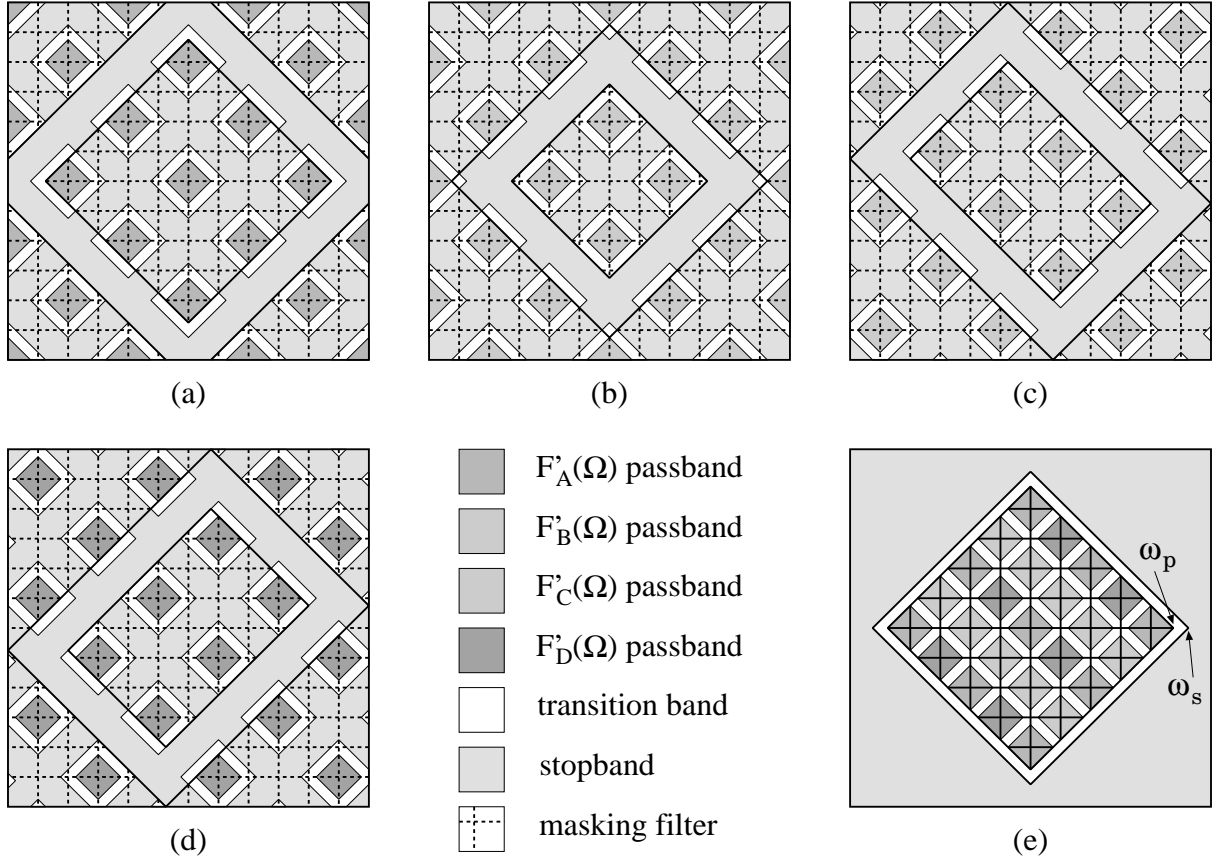 (a)
(b)
(c)
F'A(Ω) passband
F'B(Ω) passband
F'C(Ω) passband
F'D(Ω) passband
transition band
stopband
masking filter
ωp
ωs
(d)
(e)